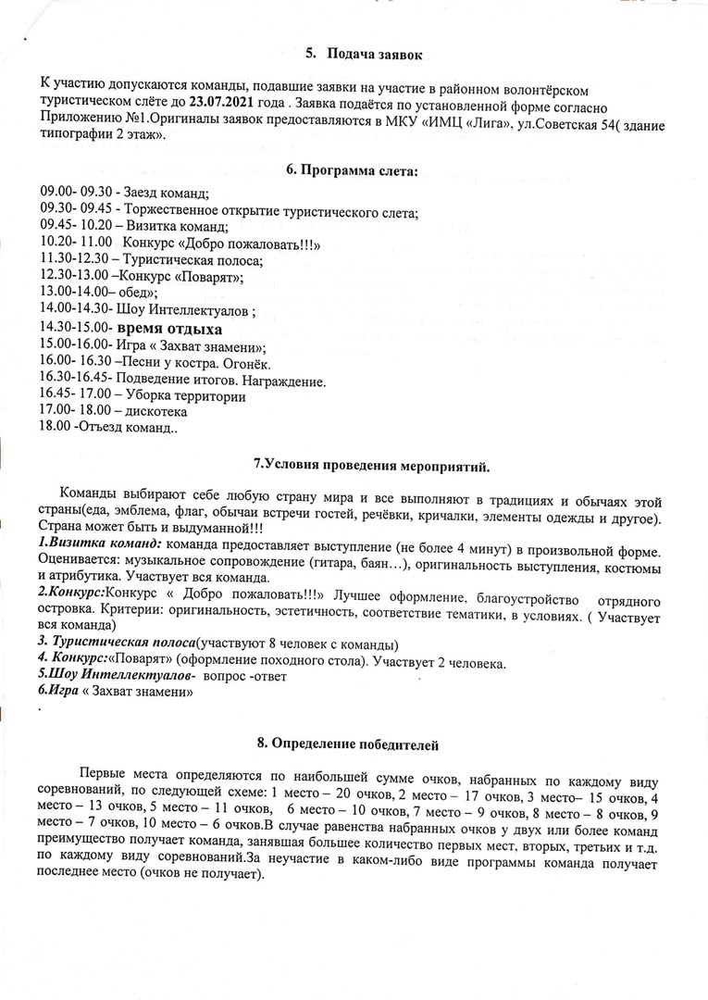 5. Подача заявок
К участию допускаются команды, подавшие заявки на участие в районном волонтёрском
туристическом слёте до 23.07.2021 года . Заявка подаётся по установленной форме согласно
Приложению №1.Оригиналы заявок предоставляются в МКУ «ИМЦ «Лига», ул.Советская 54( здание
типографии 2 этаж».
6. Программа слета:
09.00- 09.30 - Заезд команд;
09.30- 09.45 - Торжественное открытие туристического слета;
09.45- 10.20 – Визитка команд;
10.20- 11.00 Конкурс «Добро пожаловать!!!»
11.30-12.30 – Туристическая полоса;
12.30-13.00 –Конкурс «Поварят»;
13.00-14.00– обед»;
14.00-14.30- Шоу Интеллектуалов ;
14.30-15.00- время отдыха
15.00-16.00- Игра « Захват знамени»;
16.00- 16.30 –Песни у костра. Огонёк.
16.30-16.45- Подведение итогов. Награждение.
16.45- 17.00 – Уборка территории
17.00- 18.00 – дискотека
18.00 -Отъезд команд..
7.Условия проведения мероприятий.
Команды выбирают себе любую страну мира и все выполняют в традициях и обычаях этой
страны(еда, эмблема, флаг, обычаи встречи гостей, речёвки, кричалки, элементы одежды и другое).
Страна может быть и выдуманной!!!
1.Визитка команд: команда предоставляет выступление (не более 4 минут) в произвольной форме.
Оценивается: музыкальное сопровождение (гитара, баян…), оригинальность выступления, костюмы
и атрибутика. Участвует вся команда.
2.Конкурс:Конкурс « Добро пожаловать!!!» Лучшее оформление, благоустройство отрядного
островка. Критерии: оригинальность, эстетичность, соответствие тематики, в условиях. ( Участвует
вся команда)
3. Туристическая полоса(участвуют 8 человек с команды)
4. Конкурс:«Поварят» (оформление походного стола). Участвует 2 человека.
5.Шоу Интеллектуалов- вопрос -ответ
6.Игра « Захват знамени»
.
8. Определение победителей
Первые места определяются по наибольшей сумме очков, набранных по каждому виду
соревнований, по следующей схеме: 1 место – 20 очков, 2 место – 17 очков, 3 место– 15 очков, 4
место – 13 очков, 5 место – 11 очков, 6 место – 10 очков, 7 место – 9 очков, 8 место – 8 очков, 9
место – 7 очков, 10 место – 6 очков.В случае равенства набранных очков у двух или более команд
преимущество получает команда, занявшая большее количество первых мест, вторых, третьих и т.д.
по каждому виду соревнований.За неучастие в каком-либо виде программы команда получает
последнее место (очков не получает).